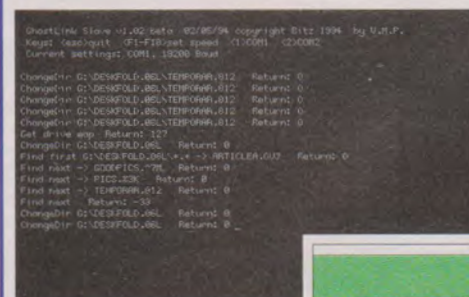 GhostLink Slave v1.02 beta 02/05/94 copyright Bitz 1994 by W.M.F.
Keys: (esc)quit (F1-F10)set speed (1)COM1 (2)COM2
Current settings: COM1, 19200 Baud
ChangeDir G:\DESKFOLD.06L\TEMPORAR.012 Return: 0
ChangeDir G:\DESKFOLD.06L\TEMPORAR.012 Return: 0
ChangeDir G:\DESKFOLD.06L\TEMPORAR.012 Return: 0
ChangeDir G:\DESKFOLD.06L\TEMPORAR.012 Return: 0
ChangeDir G:\DESKFOLD.06L\TEMPORAR.012 Return: 0
Get drive map Return: 127
ChangeDir G:\DESKFOLD.06L Return: 0
Find first G:\DESKFOLD.06L\*.* -> ARTICLEA.GUJ Return: 0
Find next -> GOODPICS.^2M Return: 0
Find next -> PICS.X3K Return: 0
Find next -> TEMPORAR.012 Return: 0
Find next Return: -33
ChangeDir G:\DESKFOLD.06L Return: 0
ChangeDir G:\DESKFOLD.06L Return: 0_